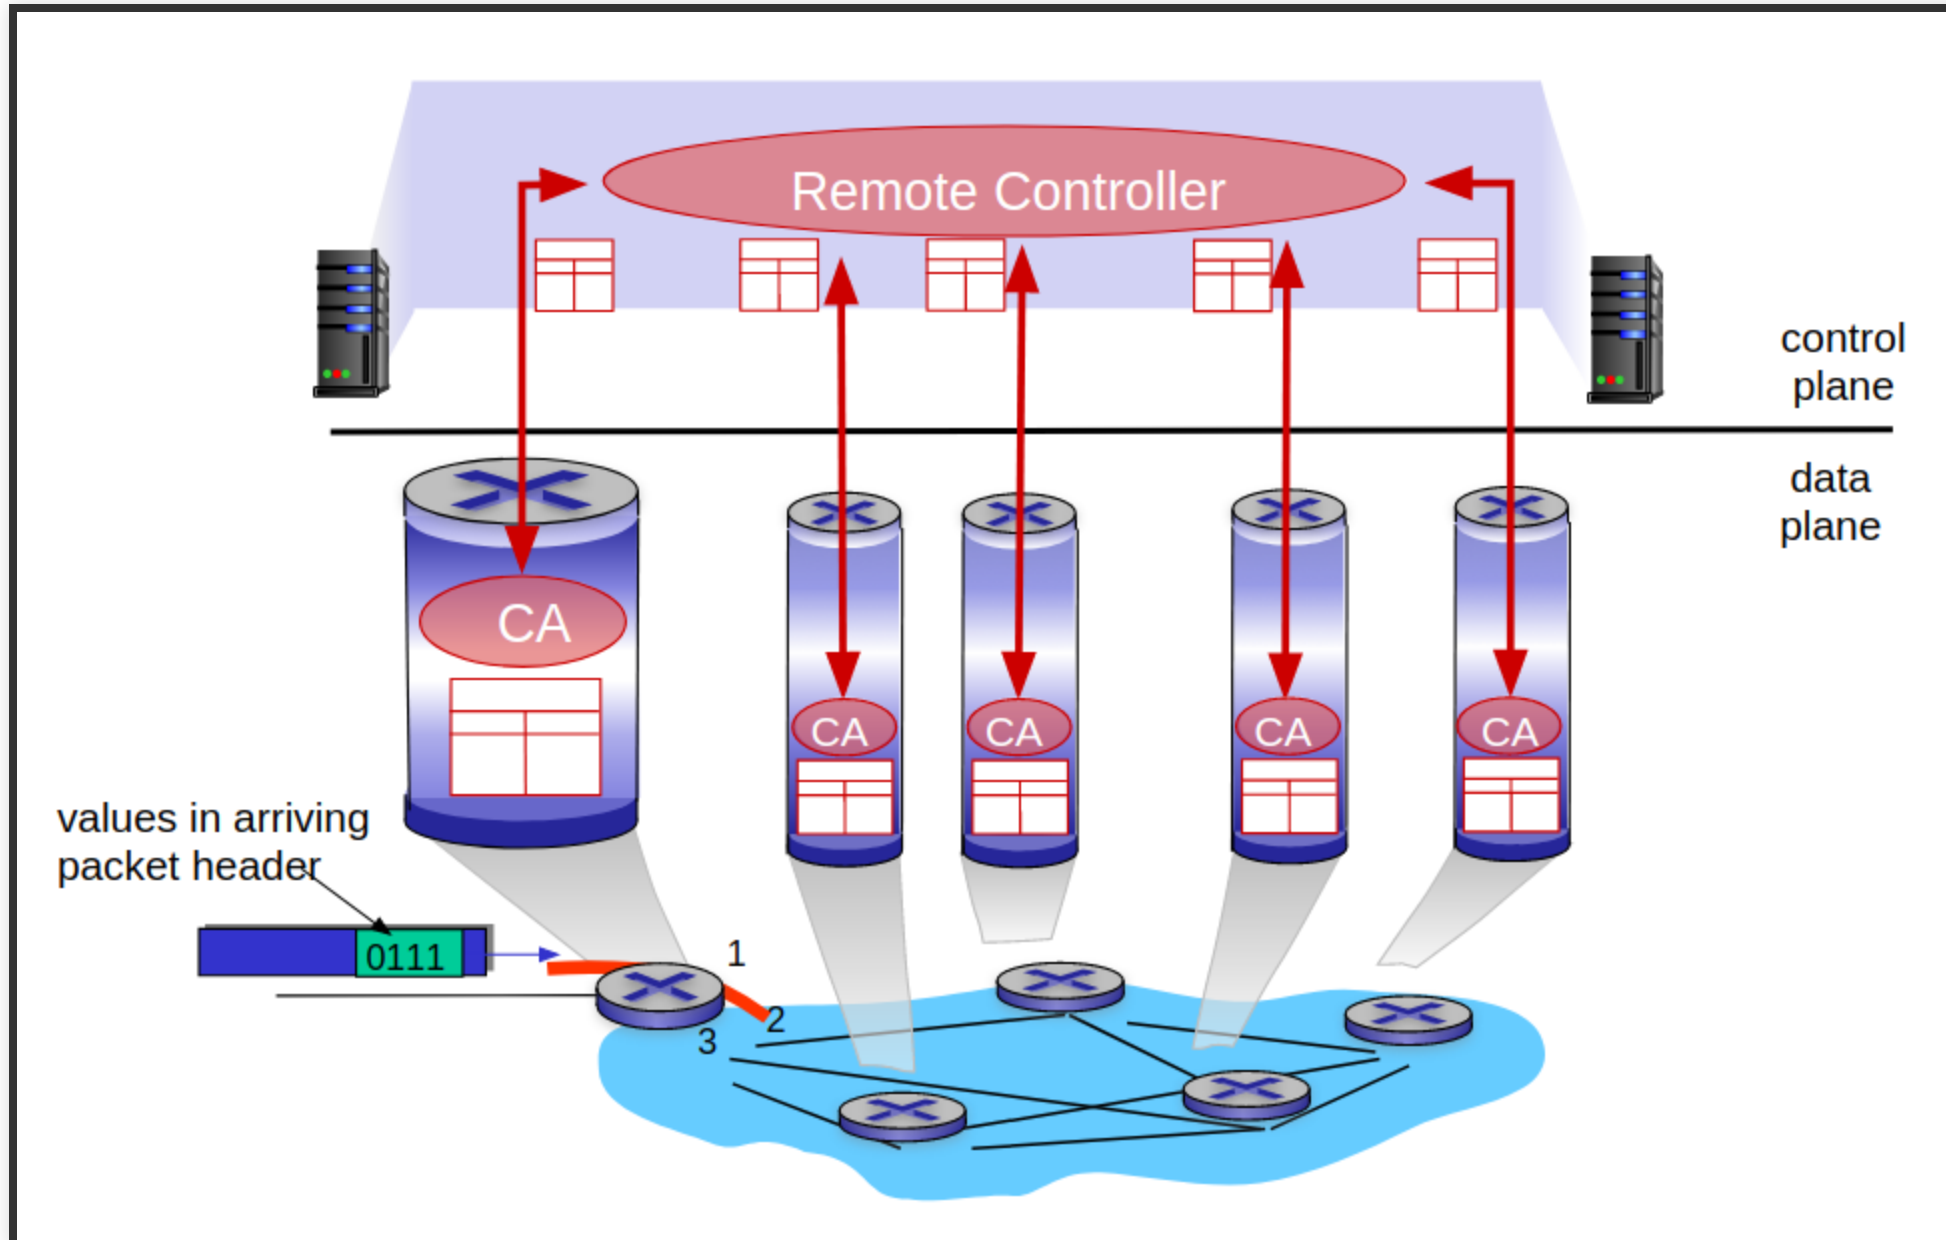 Remote Controller
control
plane
data
plane
CA
CA
CA
CA
CA
values in arriving
packet header
0111
1
2
3